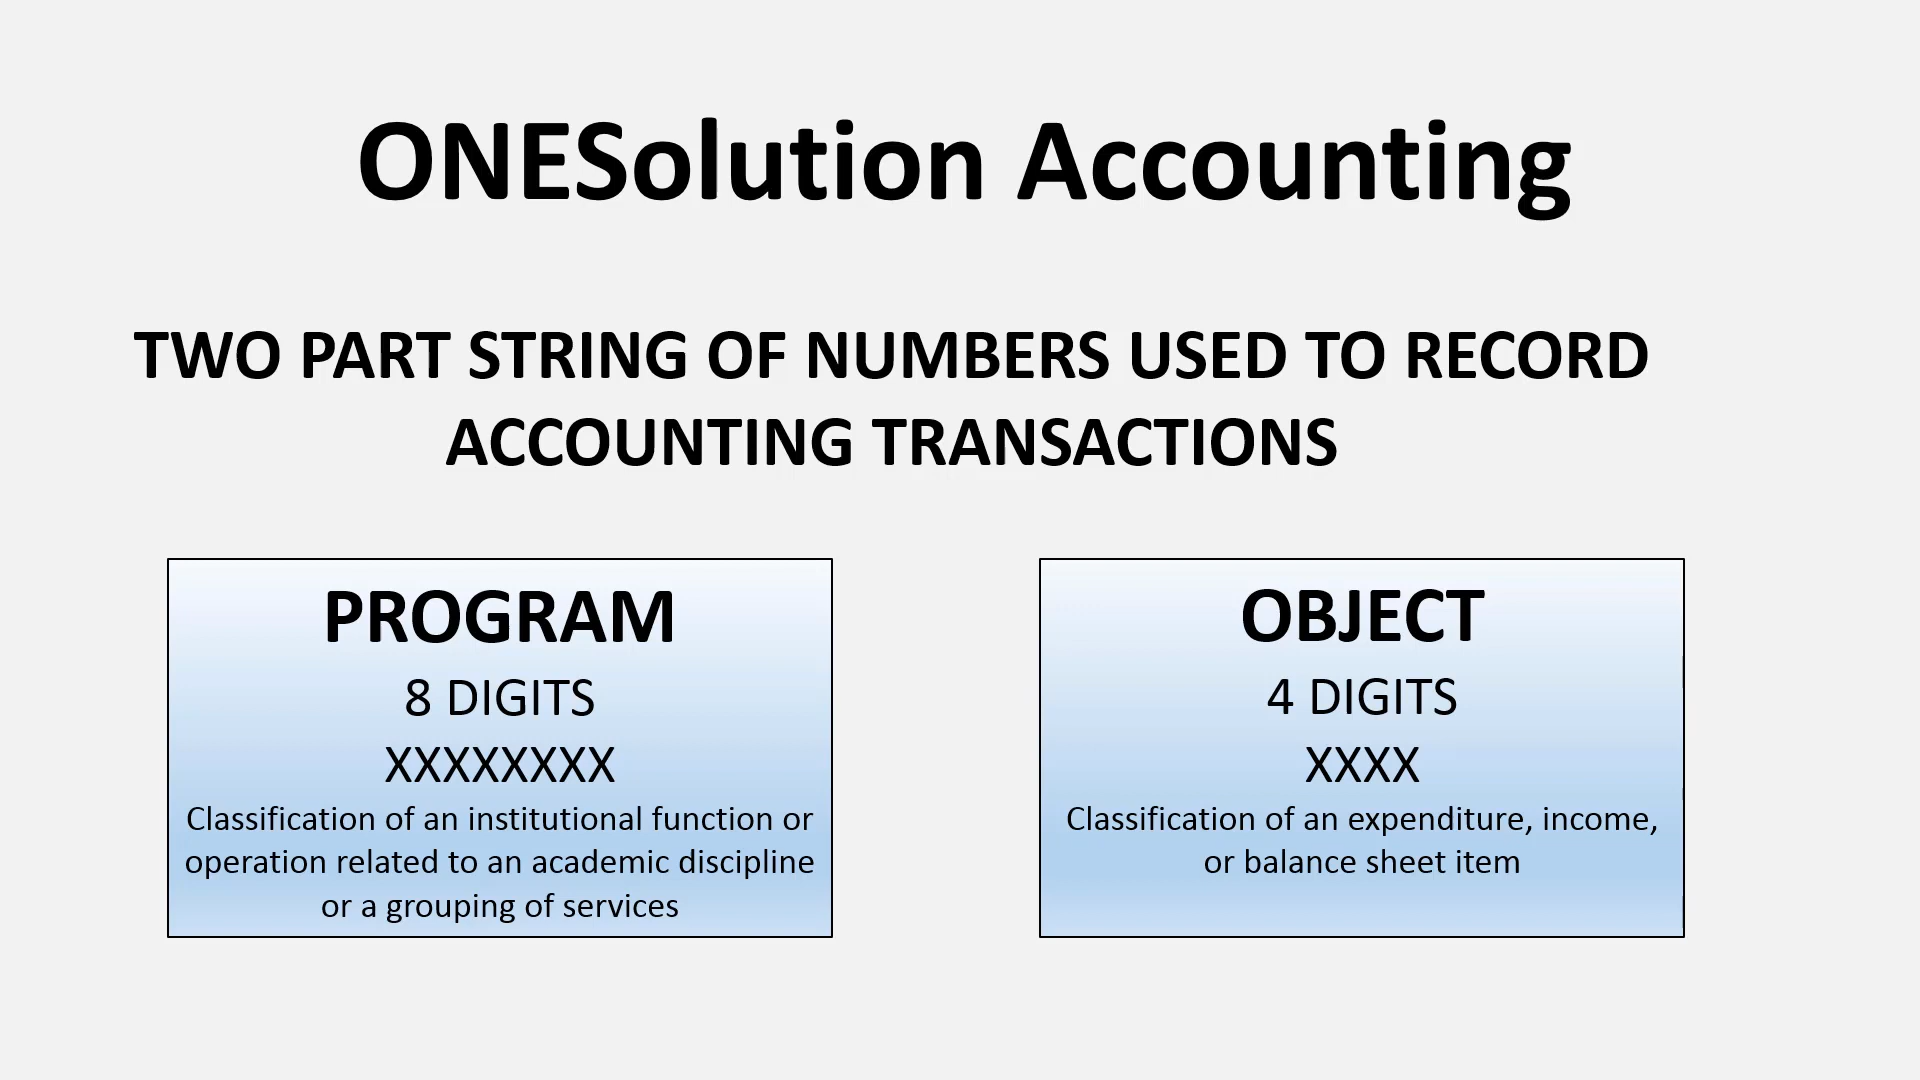 ONESolution Accounting
TWO PART STRING OF NUMBERS USED TO RECORD
ACCOUNTING TRANSACTIONS
PROGRAM
8 DIGITS
XXXXXXXX
Classification of an institutional function or
operation related to an academic discipline
or a grouping of services
OBJECT
4 DIGITS
XXXX
Classification of an expenditure, income,
or balance sheet item